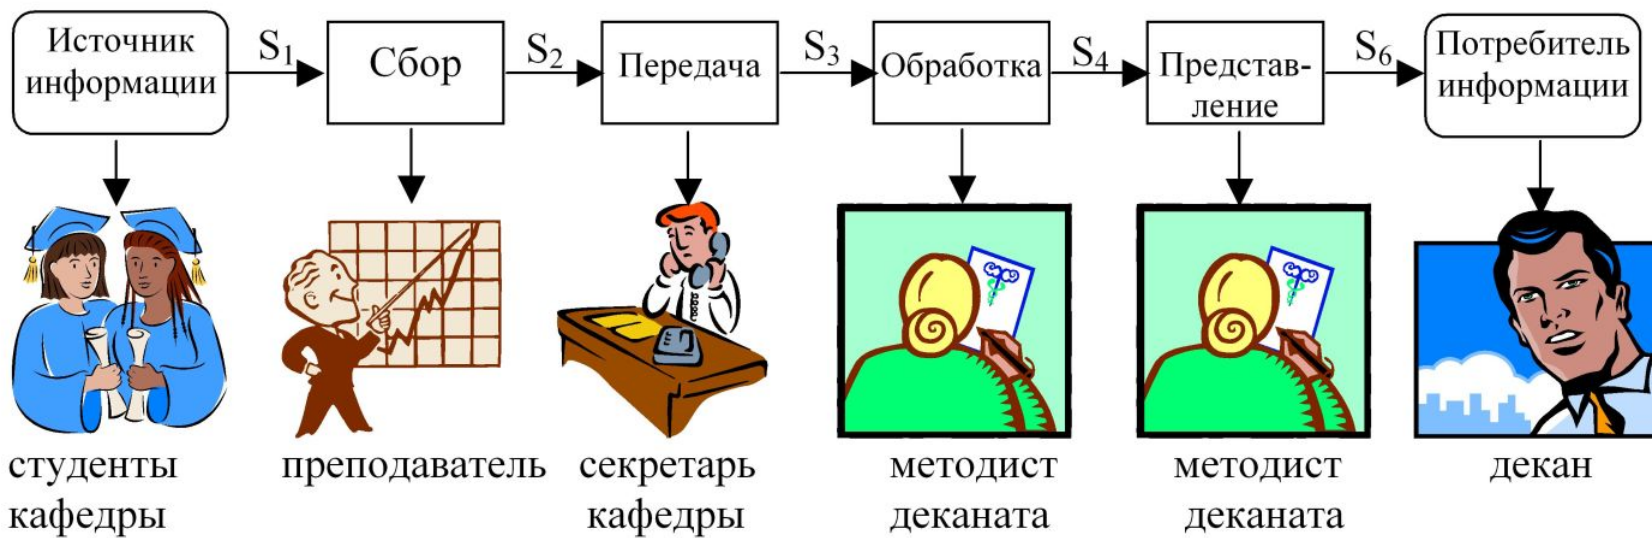 Источник
информации
S1
Сбор
S2
Передача
S3
Обработка
S4
Представ-
ление
S6
Потребитель
информации
студенты
кафедры
преподаватель
секретарь
кафедры
методист
деканата
методист
деканата
декан